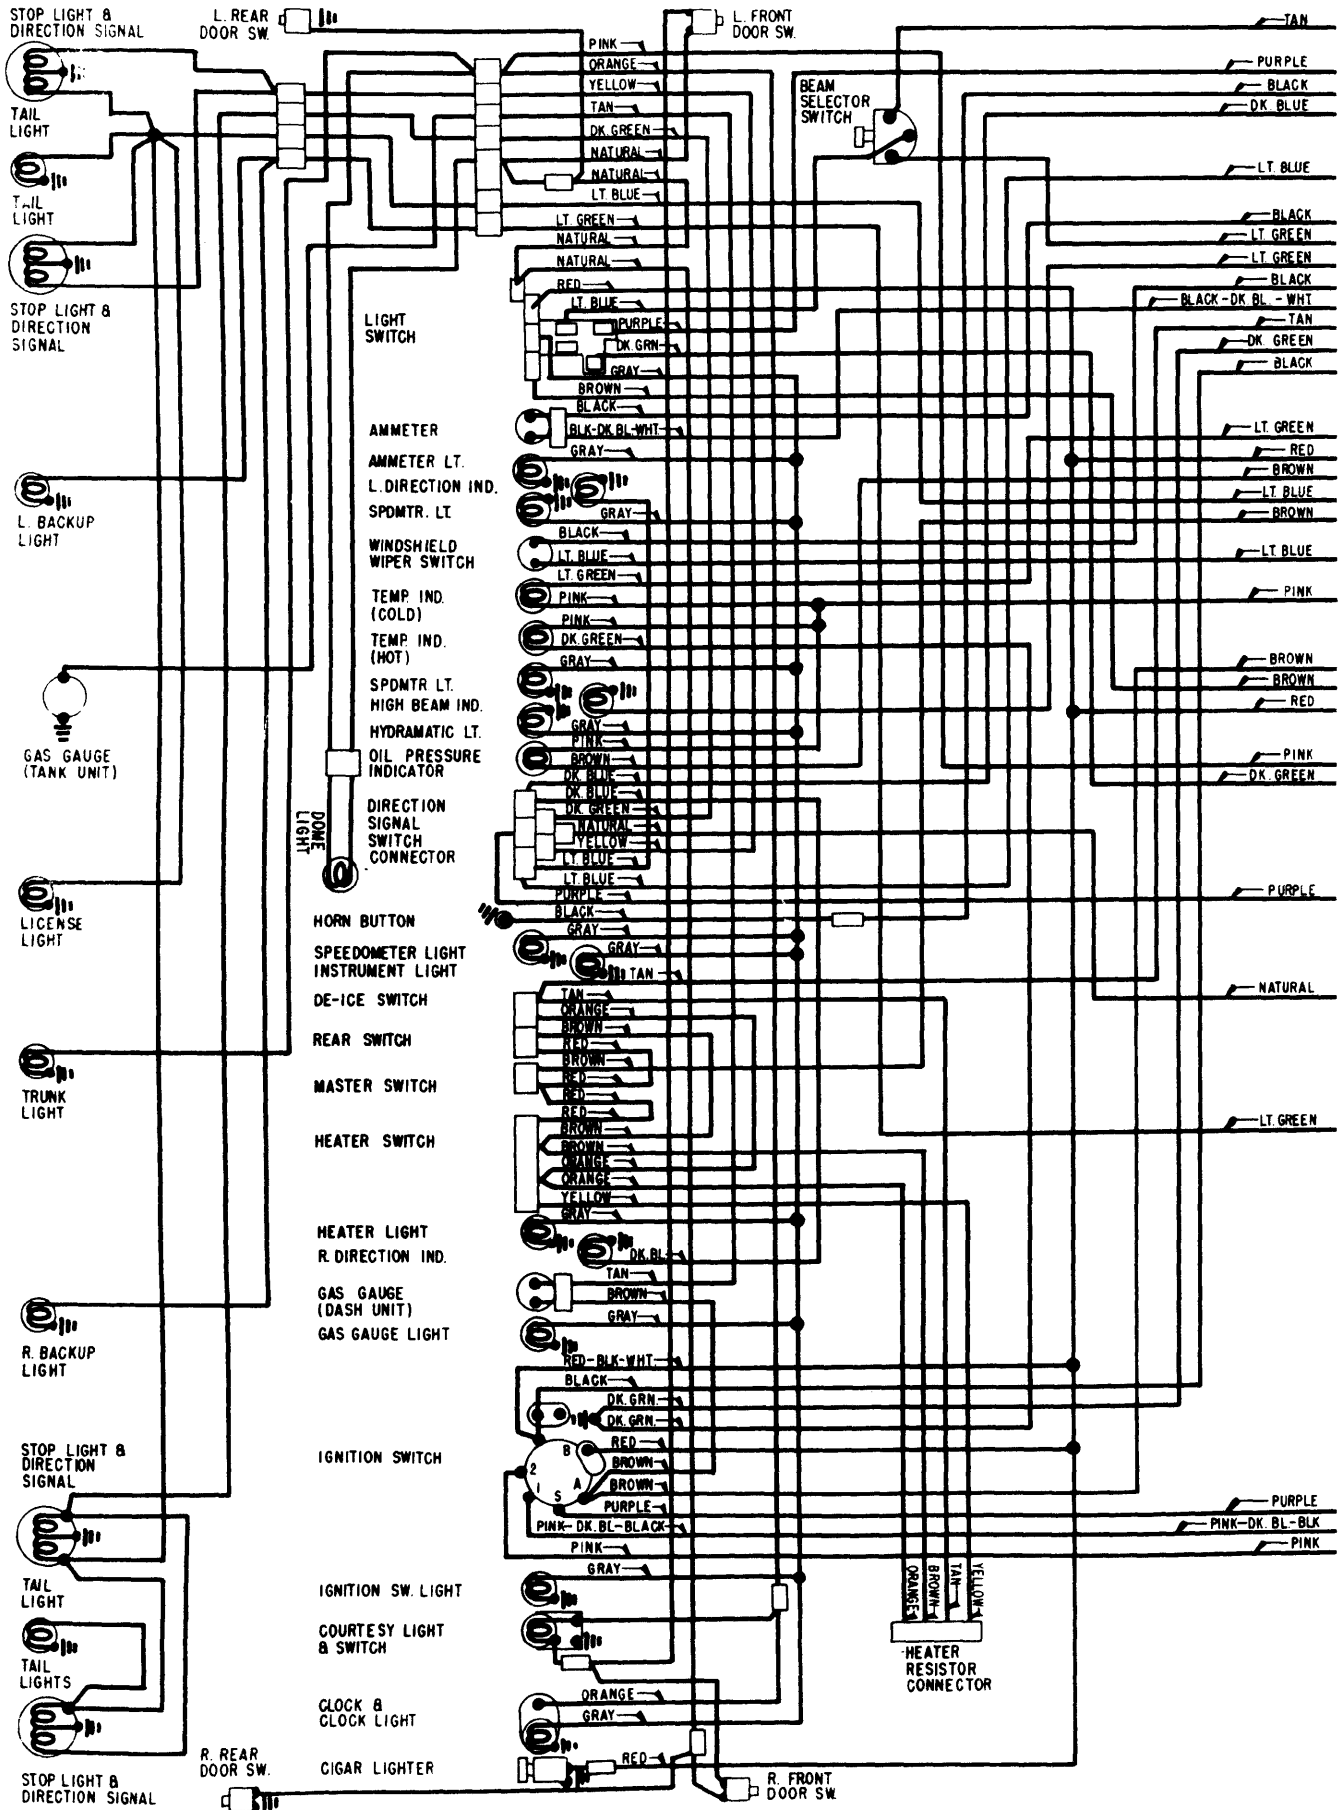 STOP LIGHT &
DIRECTION SIGNAL
TAIL
LIGHT
TAIL
LIGHT
STOP LIGHT &
DIRECTION
SIGNAL
L. BACKUP
LIGHT
GAS GAUGE
(TANK UNIT)
LICENSE
LIGHT
TRUNK
LIGHT
R. BACKUP
LIGHT
STOP LIGHT &
DIRECTION
SIGNAL
TAIL
LIGHT
TAIL
LIGHTS
STOP LIGHT &
DIRECTION SIGNAL
L. REAR
DOOR SW.
L. FRONT
DOOR SW.
BEAM
SELECTOR
SWITCH
DOME
LIGHT
R. REAR
DOOR SW.
R. FRONT
DOOR SW.
LIGHT
SWITCH
AMMETER
AMMETER LT.
L. DIRECTION IND.
SPDMTR. LT.
WINDSHIELD
WIPER SWITCH
TEMP. IND.
(COLD)
TEMP. IND.
(HOT)
SPDMTR LT.
HIGH BEAM IND.
HYDRAMATIC LT.
OIL PRESSURE
INDICATOR
DIRECTION
SIGNAL
SWITCH
CONNECTOR
HORN BUTTON
SPEEDOMETER LIGHT
INSTRUMENT LIGHT
DE-ICE SWITCH
REAR SWITCH
MASTER SWITCH
HEATER SWITCH
HEATER LIGHT
R. DIRECTION IND.
GAS GAUGE
(DASH UNIT)
GAS GAUGE LIGHT
IGNITION SWITCH
IGNITION SW. LIGHT
COURTESY LIGHT
& SWITCH
CLOCK &
CLOCK LIGHT
CIGAR LIGHTER
PINK
ORANGE
YELLOW
TAN
DK. GREEN
NATURAL
NATURAL
LT. BLUE
LT. GREEN
NATURAL
NATURAL
RED
LT. BLUE
PURPLE
DK. GRN
GRAY
BROWN
BLACK
BLK-DK.BL-WHT
GRAY
GRAY
BLACK
LT. BLUE
LT. GREEN
PINK
PINK
DK. GREEN
GRAY
GRAY
PINK
BROWN
DK. BLUE
DK. BLUE
DK. GREEN
NATURAL
YELLOW
LT. BLUE
LT. BLUE
PURPLE
BLACK
GRAY
GRAY
TAN
TAN
ORANGE
BROWN
RED
BROWN
RED
RED
RED
BROWN
BROWN
ORANGE
ORANGE
YELLOW
GRAY
DK.BL
TAN
BROWN
GRAY
RED-BLK-WHT
BLACK
DK. GRN.
DK. GRN.
B
RED
2
BROWN
A
1
BROWN
S
PURPLE
PINK-DK. BL-BLACK
PINK
GRAY
ORANGE
GRAY
RED
ORANGE
BROWN
TAN
YELLOW
HEATER
RESISTOR
CONNECTOR
TAN
PURPLE
BLACK
DK. BLUE
LT. BLUE
BLACK
LT GREEN
LT GREEN
BLACK
BLACK-DK BL. - WHT
TAN
DK. GREEN
BLACK
LT. GREEN
RED
BROWN
LT. BLUE
BROWN
LT. BLUE
PINK
BROWN
BROWN
RED
PINK
DK. GREEN
PURPLE
NATURAL
LT. GREEN
PURPLE
PINK-DK. BL-BLK
PINK